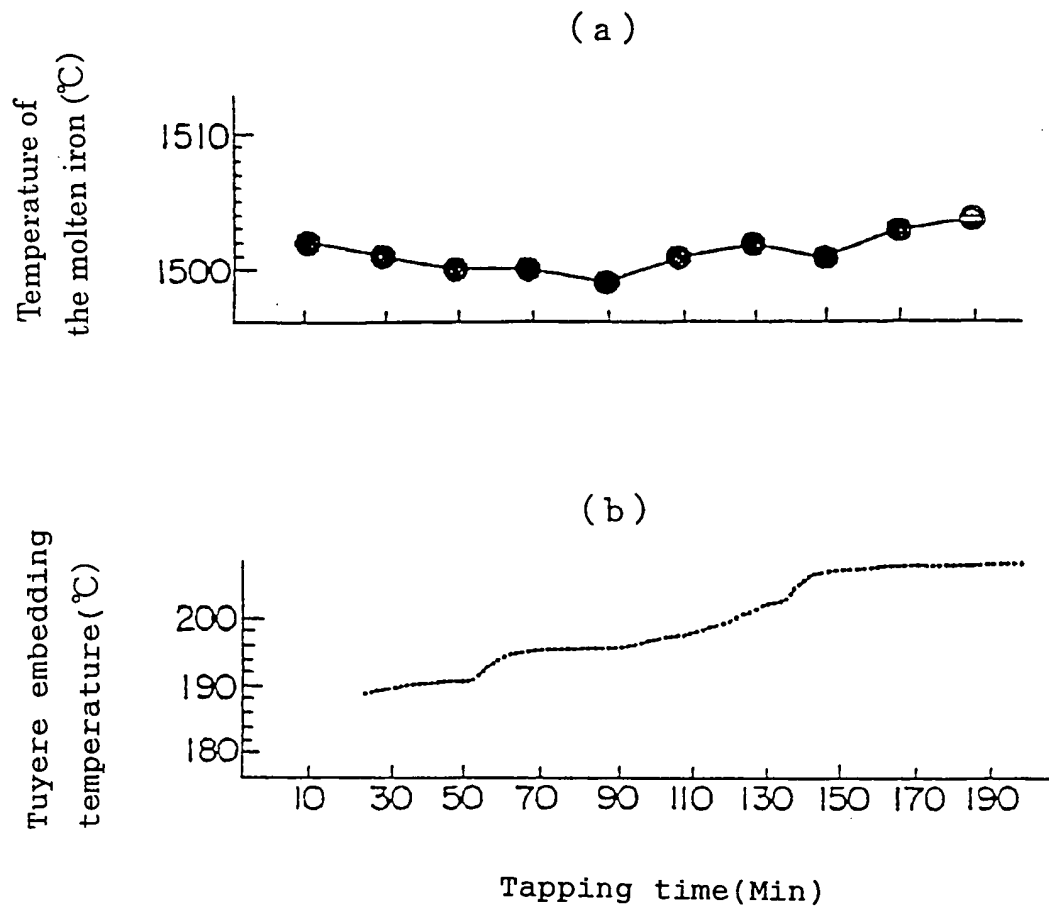 (a)
Temperature of
the molten iron (℃)
1510
1500
(b)
Tuyere embedding
temperature(℃)
200
190
180
10 30 50 70 90 110 130 150 170 190
Tapping time(Min)